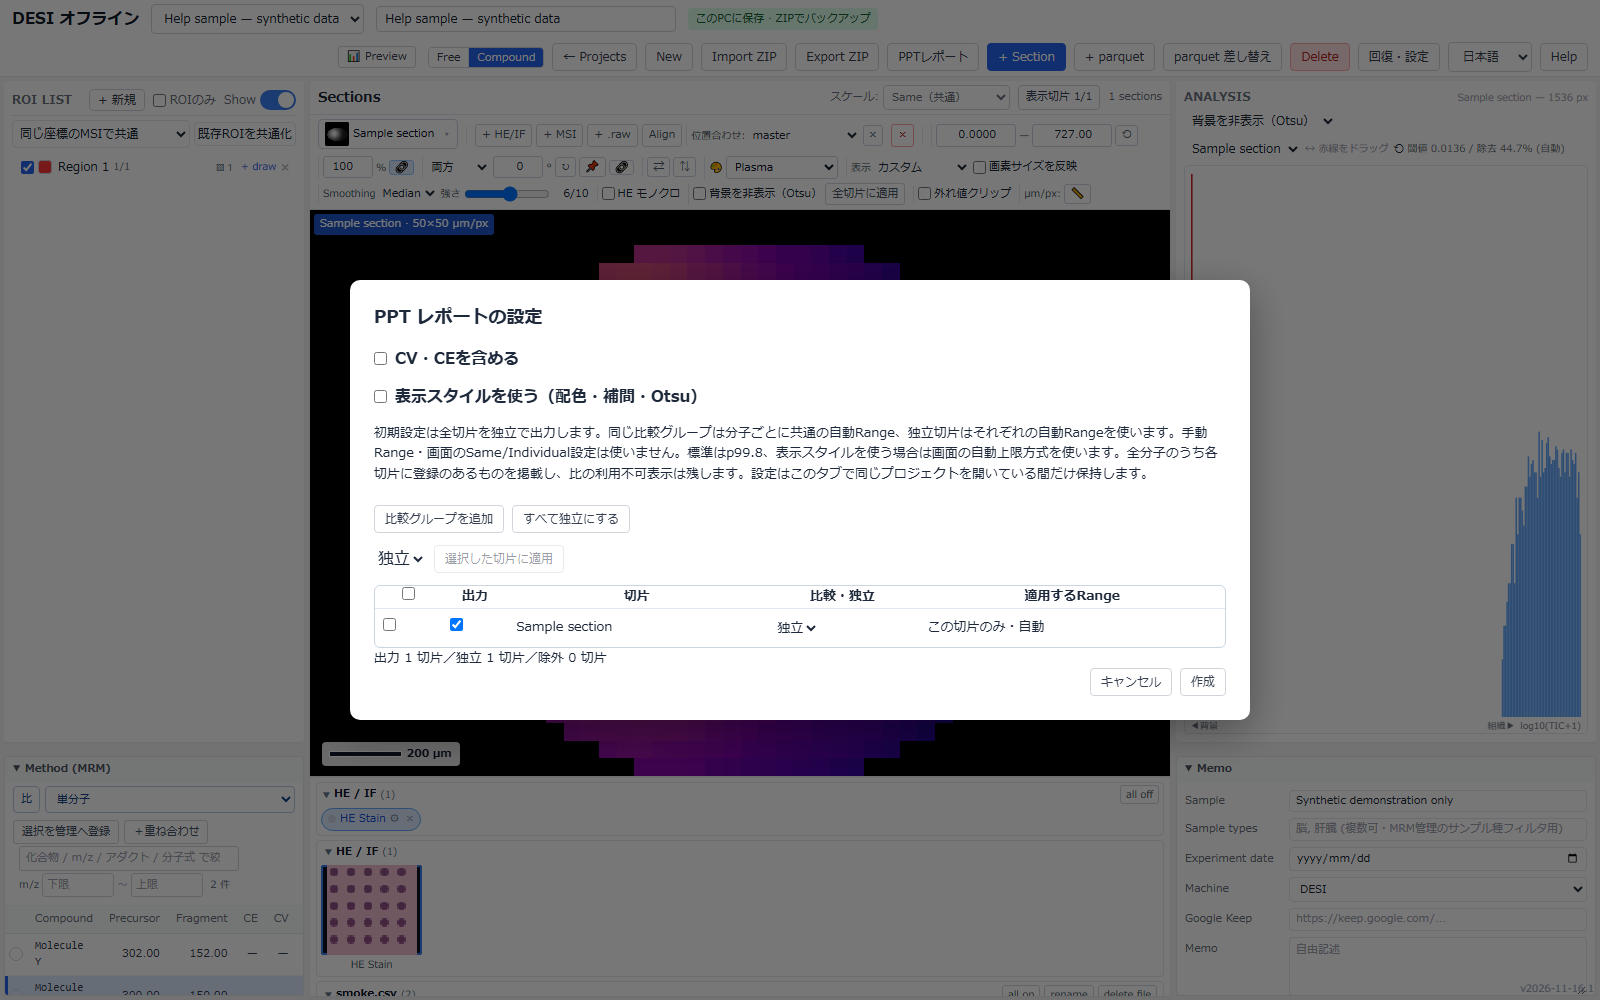 DESI オフライン
Help sample — synthetic data
Help sample — synthetic data
このPCに保存・ZIPでバックアップ
Preview
Free
Compound
← Projects
New
Import ZIP
Export ZIP
PPTレポート
+ Section
+ parquet
parquet 差し替え
Delete
回復・設定
日本語
Help
ROI LIST
+ 新規
ROIのみ
Show
同じ座標のMSIで共通
既存ROIを共通化
Region 1 1/1
1
+ draw ×
Sections
スケール: Same（共通）
表示切片 1/1
1 sections
Sample section
+ HE/IF
+ MSI
+ .raw
Align
位置合わせ: master
×
×
0.0000
—
727.00
100
%
両方
0
°
Plasma
表示 カスタム
画素サイズを反映
Smoothing Median
強さ
6/10
HE モノクロ
背景を非表示（Otsu）
全切片に適用
外れ値クリップ
μm/px:
Sample section · 50×50 μm/px
ANALYSIS
Sample section — 1536 px
背景を非表示（Otsu）
Sample section
↔ 赤線をドラッグ
閾値 0.0136 / 除去 44.7% (自動)
PPT レポートの設定
CV・CEを含める
表示スタイルを使う（配色・補間・Otsu）
初期設定は全切片を独立で出力します。同じ比較グループは分子ごとに共通の自動Range、独立切片はそれぞれの自動Rangeを使います。手動
Range・画面のSame/Individual設定は使いません。標準はp99.8、表示スタイルを使う場合は画面の自動上限方式を使います。全分子のうち各
切片に登録のあるものを掲載し、比の利用不可表示は残します。設定はこのタブで同じプロジェクトを開いている間だけ保持します。
比較グループを追加
すべて独立にする
独立
選択した切片に適用
出力
切片
比較・独立
適用するRange
Sample section
独立
この切片のみ・自動
出力 1 切片／独立 1 切片／除外 0 切片
キャンセル
作成
200 μm
◀背景
組織▶ log10(TIC+1)
▼ Method (MRM)
比
単分子
選択を管理へ登録
+重ね合わせ
化合物 / m/z / アダクト / 分子式 で絞
m/z
下限
～
上限
2 件
Compound
Precursor
Fragment
CE
CV
Molecule
Y
302.00
152.00
—
—
Molecule
300.00
150.00
▼ HE / IF (1)
all off
HE Stain
×
▼ HE / IF (1)
HE Stain
▼ smoke.csv (2)
all on
rename
delete file
▼ Memo
Sample
Synthetic demonstration only
Sample types
脳, 肝臓 (複数可・MRM管理のサンプル種フィルタ用)
Experiment date
yyyy/mm/dd
Machine
DESI
Google Keep
https://keep.google.com/...
Memo
自由記述